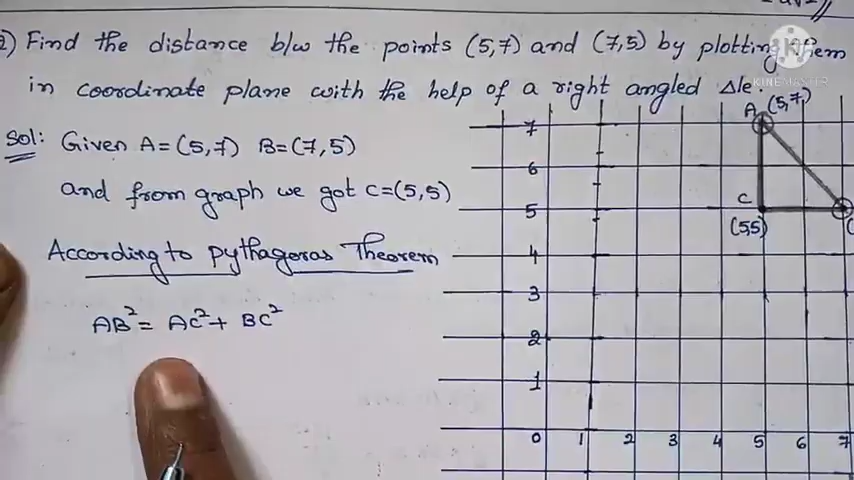 2) Find the distance b/w the points (5,7) and (7,5) by plotting them
in coordinate plane with the help of a right angled Δle.
KINEMASTER
Sol: Given A=(5,7) B=(7,5)
and from graph we got C=(5,5)
According to pythagoras Theorem
AB²= AC²+ BC²
A (5,7)
7
6
C
5
(5,5)
4
3
2
1
0 1 2 3 4 5 6 7